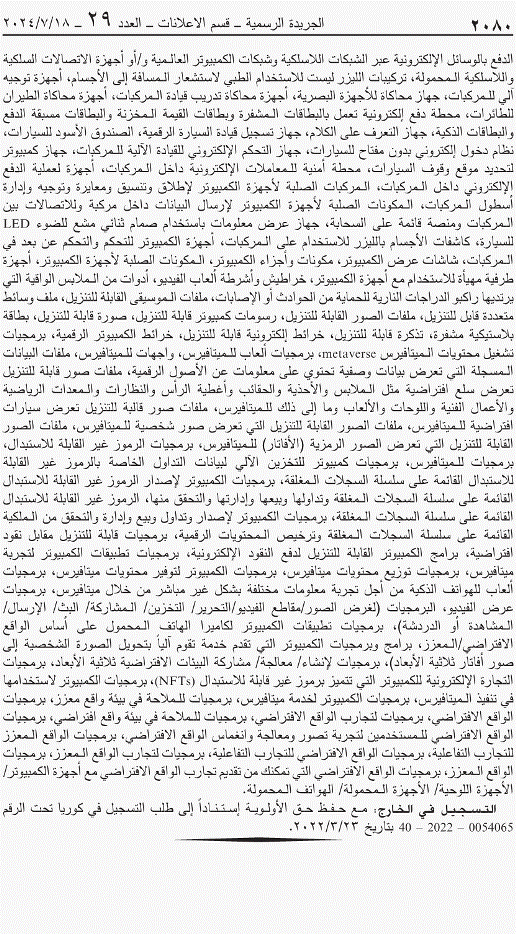 ٢٠٨٠ الجريدة الرسمية ــ قسم الاعلانات ــ العدد ٢٩ ــ ٢٠٢٤/٧/١٨
الدفع بالوسائل الإلكترونية عبر الشبكات اللاسلكية وشبكات الكمبيوتر العالمية و/أو أجهزة الاتصالات السلكية
واللاسلكية المحمولة، تركيبات الليزر ليست للاستخدام الطبي لاستشعار المسافة إلى الأجسام، أجهزة توجيه
آلي للمركبات، جهاز محاكاة للأجهزة البصرية، أجهزة محاكاة تدريب قيادة المركبات، أجهزة محاكاة الطيران
للطائرات، محطة دفع إلكترونية تعمل بالبطاقات المشفرة وبطاقات القيمة المخزنة والبطاقات مسبقة الدفع
والبطاقات الذكية، جهاز التعرف على الكلام، جهاز تسجيل قيادة السيارة الرقمية، الصندوق الأسود للسيارات،
نظام دخول إلكتروني بدون مفتاح للسيارات، جهاز التحكم الإلكتروني للقيادة الآلية للمركبات، جهاز كمبيوتر
لتحديد موقع وقوف السيارات، محطة أمنية للمعاملات الإلكترونية داخل المركبات، أجهزة لعملية الدفع
الإلكتروني داخل المركبات، المركبات الصلبة لأجهزة الكمبيوتر لإطلاق وتنسيق ومعايرة وتوجيه وإدارة
أسطول المركبات، المكونات الصلبة لأجهزة الكمبيوتر لإرسال البيانات داخل مركبة وللاتصالات بين
المركبات ومنصة قائمة على السحابة، جهاز عرض معلومات باستخدام صمام ثنائي مشع للضوء LED
للسيارة، كاشفات الأجسام بالليزر للاستخدام على المركبات، أجهزة الكمبيوتر للتحكم والتحكم عن بعد في
المركبات، شاشات عرض الكمبيوتر، مكونات وأجزاء الكمبيوتر، المكونات الصلبة لأجهزة الكمبيوتر، أجهزة
طرفية مهيأة للاستخدام مع أجهزة الكمبيوتر، خراطيش وأشرطة ألعاب الفيديو، أدوات من الملابس الواقية التي
يرتديها راكبو الدراجات النارية للحماية من الحوادث أو الإصابات، ملفات الموسيقى القابلة للتنزيل، ملف وسائط
متعددة قابل للتنزيل، ملفات الصور القابلة للتنزيل، رسومات كمبيوتر قابلة للتنزيل، صورة قابلة للتنزيل، بطاقة
بلاستيكية مشفرة، تذكرة قابلة للتنزيل، خرائط إلكترونية قابلة للتنزيل، خرائط الكمبيوتر الرقمية، برمجيات
تشغيل محتويات الميتافيرس metaverse، برمجيات ألعاب للميتافيرس، واجهات للميتافيرس، ملفات البيانات
المسجلة التي تعرض بيانات وصفية تحتوي على معلومات عن الأصول الرقمية، ملفات صور قابلة للتنزيل
تعرض سلع افتراضية مثل الملابس والأحذية والحقائب وأغطية الرأس والنظارات والمعدات الرياضية
والأعمال الفنية واللوحات والألعاب وما إلى ذلك للميتافيرس، ملفات صور قالبة للتنزيل تعرض سيارات
افتراضية للميتافيرس، ملفات الصور القابلة للتنزيل التي تعرض صور شخصية للميتافيرس، ملفات الصور
القابلة للتنزيل التي تعرض الصور الرمزية (الأفاتار) للميتافيرس، برمجيات الرموز غير القابلة للاستبدال،
برمجيات للميتافيرس، برمجيات كمبيوتر للتخزين الآلي لبيانات التداول الخاصة بالرموز غير القابلة
للاستبدال القائمة على سلسلة السجلات المغلقة، برمجيات الكمبيوتر لإصدار الرموز غير القابلة للاستبدال
القائمة على سلسلة السجلات المغلقة وتداولها وبيعها وإدارتها والتحقق منها، الرموز غير القابلة للاستبدال
القائمة على سلسلة السجلات المغلقة، برمجيات الكمبيوتر لإصدار وتداول وبيع وإدارة والتحقق من الملكية
القائمة على سلسلة السجلات المغلقة وترخيص المحتويات الرقمية، برمجيات قابلة للتنزيل مقابل نقود
افتراضية، برامج الكمبيوتر القابلة للتنزيل لدفع النقود الإلكترونية، برمجيات تطبيقات الكمبيوتر لتجربة
ميتافيرس، برمجيات توزيع محتويات ميتافيرس، برمجيات الكمبيوتر لتوفير محتويات ميتافيرس، برمجيات
ألعاب للهواتف الذكية من أجل تجربة معلومات مختلفة بشكل غير مباشر من خلال ميتافيرس، برمجيات
عرض الفيديو، البرمجيات (لغرض الصور/مقاطع الفيديو/التحرير/ التخزين/ المشاركة/ البث/ الإرسال/
المشاهدة أو الدردشة)، برمجيات تطبيقات الكمبيوتر لكاميرا الهاتف المحمول على أساس الواقع
الافتراضي/المعزز، برامج وبرمجيات الكمبيوتر التي تقدم خدمة تقوم آلياً بتحويل الصورة الشخصية إلى
صور أفاتار ثلاثية الأبعاد)، برمجيات لإنشاء/ معالجة/ مشاركة البيئات الافتراضية ثلاثية الأبعاد، برمجيات
التجارة الإلكترونية للكمبيوتر التي تتميز برموز غير قابلة للاستبدال (NFTs)، برمجيات الكمبيوتر لاستخدامها
في تنفيذ الميتافيرس، برمجيات الكمبيوتر لخدمة ميتافيرس، برمجيات للملاحة في بيئة واقع معزز، برمجيات
الواقع الافتراضي، برمجيات لتجارب الواقع الافتراضي، برمجيات للملاحة في بيئة واقع افتراضي، برمجيات
الواقع الافتراضي للمستخدمين لتجربة تصور ومعالجة وانغماس الواقع الافتراضي، برمجيات الواقع المعزز
للتجارب التفاعلية، برمجيات الواقع الافتراضي للتجارب التفاعلية، برمجيات لتجارب الواقع المعزز، برمجيات
الواقع المعزز، برمجيات الواقع الافتراضي التي تمكنك من تقديم تجارب الواقع الافتراضي مع أجهزة الكمبيوتر/
الأجهزة اللوحية/ الأجهزة المحمولة/ الهواتف المحمولة.
التسجيل في الخارج: مع حفظ حق الأولوية إستناداً إلى طلب التسجيل في كوريا تحت الرقم
40 – 2022 – 0054065 بتاريخ ٢٠٢٢/٣/٢٣.